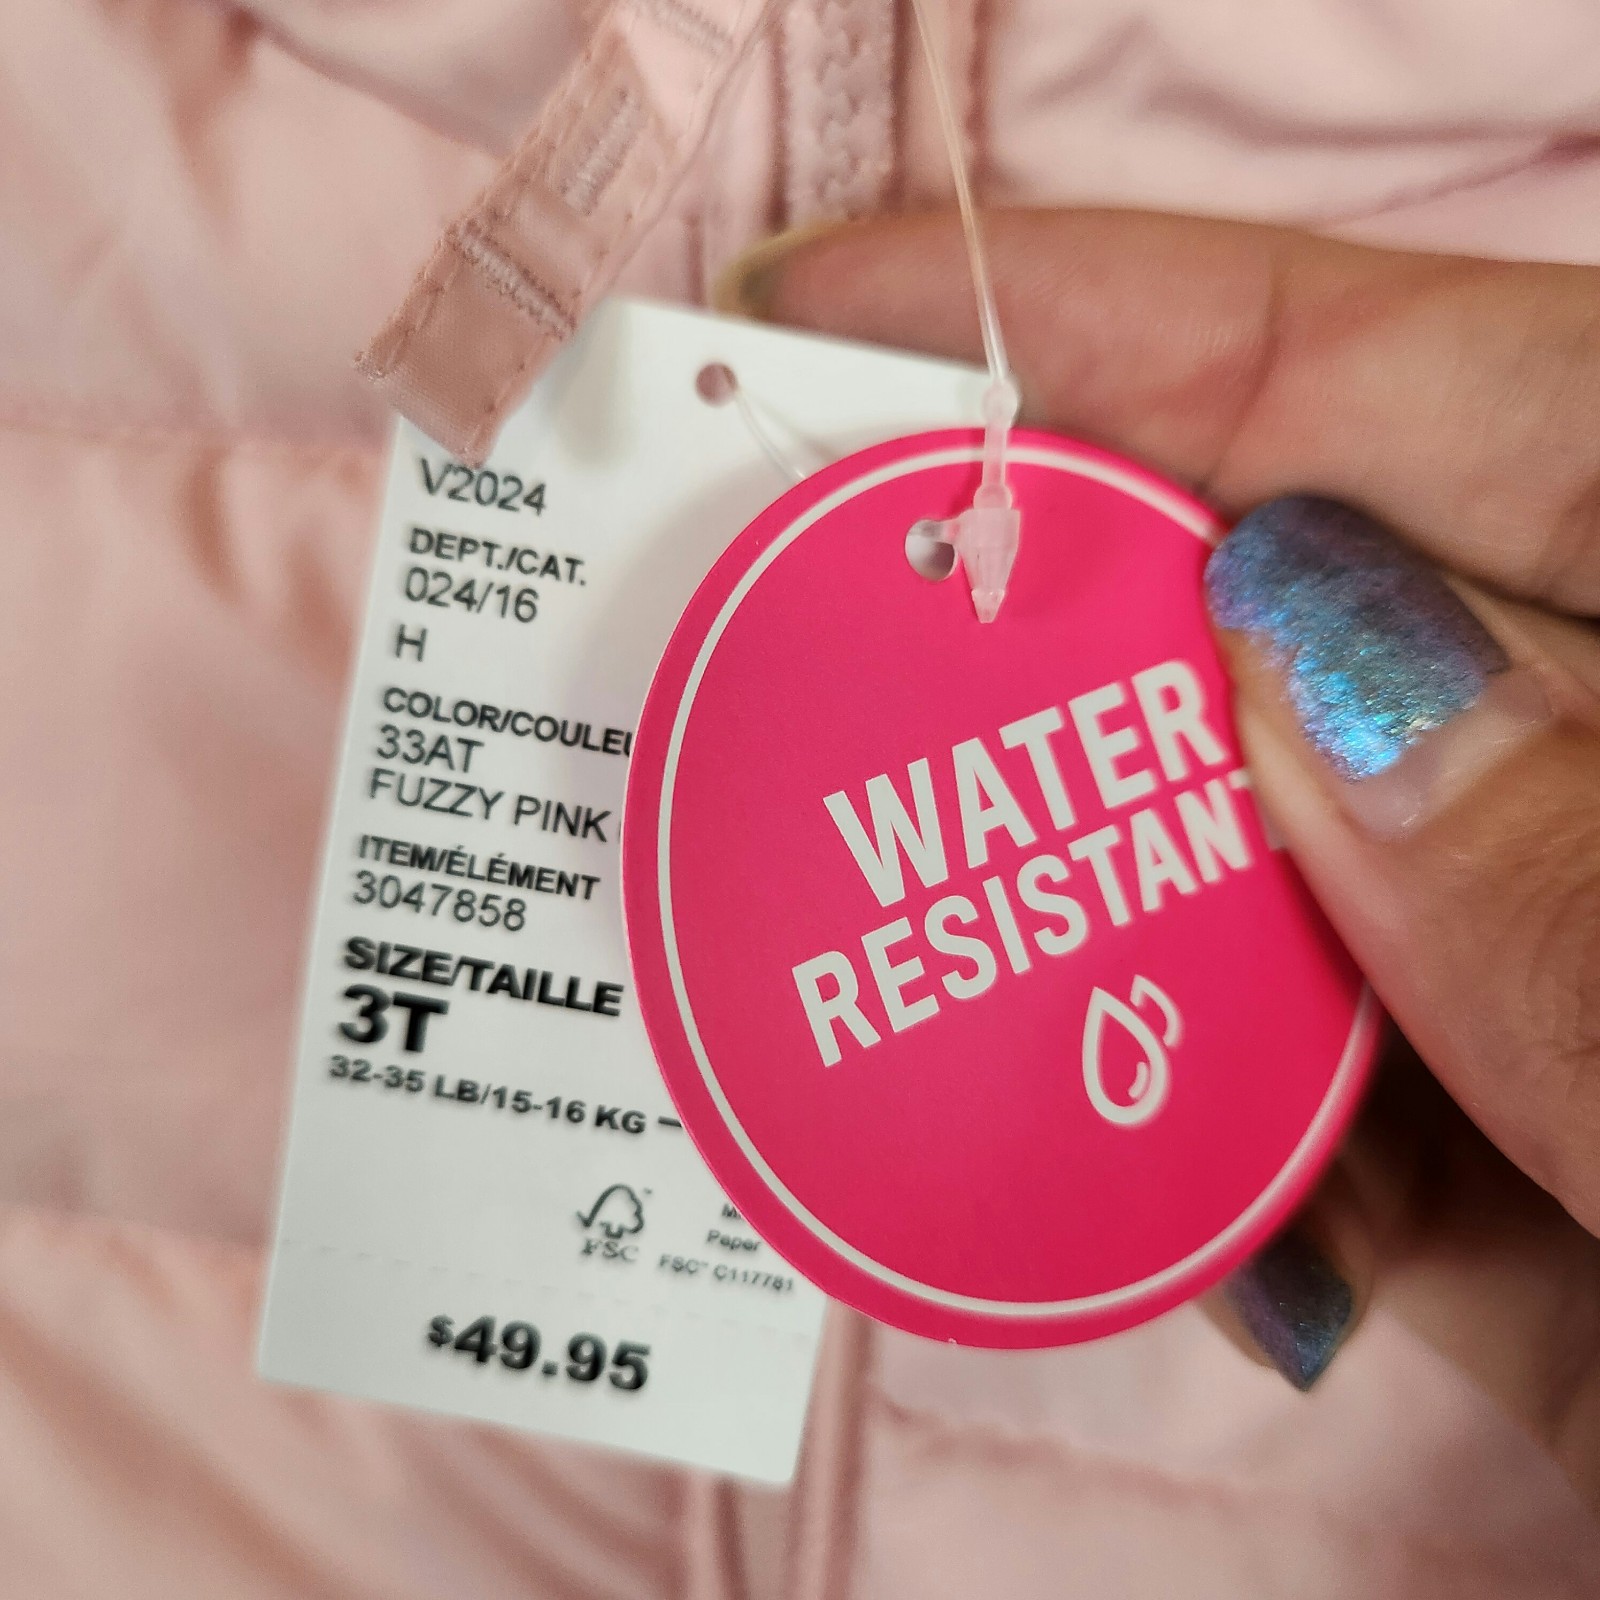 V2024
DEPT./CAT.
024/16
H
COLOR/COULEU
33AT
FUZZY PINK
ITEM/ÉLÉMENT
3047858
SIZE/TAILLE
3T
32-35 LB/15-16 KG –
FSC
Paper
FSC™ C117781
$49.95
WATER
RESISTANT